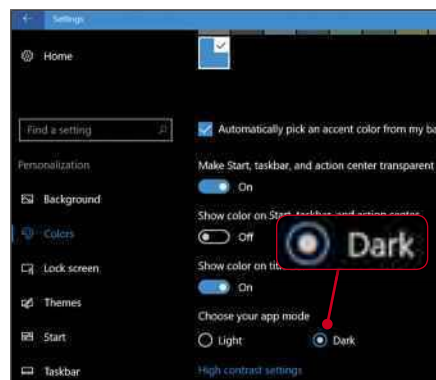 Settings
Home
Find a setting
Automatically pick an accent color from my ba
Personalization
Make Start, taskbar, and action center transparent
On
Background
Show color on Start, taskbar, and action center
Colors
Off
Dark
Lock screen
Show color on tit
On
Themes
Choose your app mode
Start
Light
Dark
Taskbar
High contrast settings